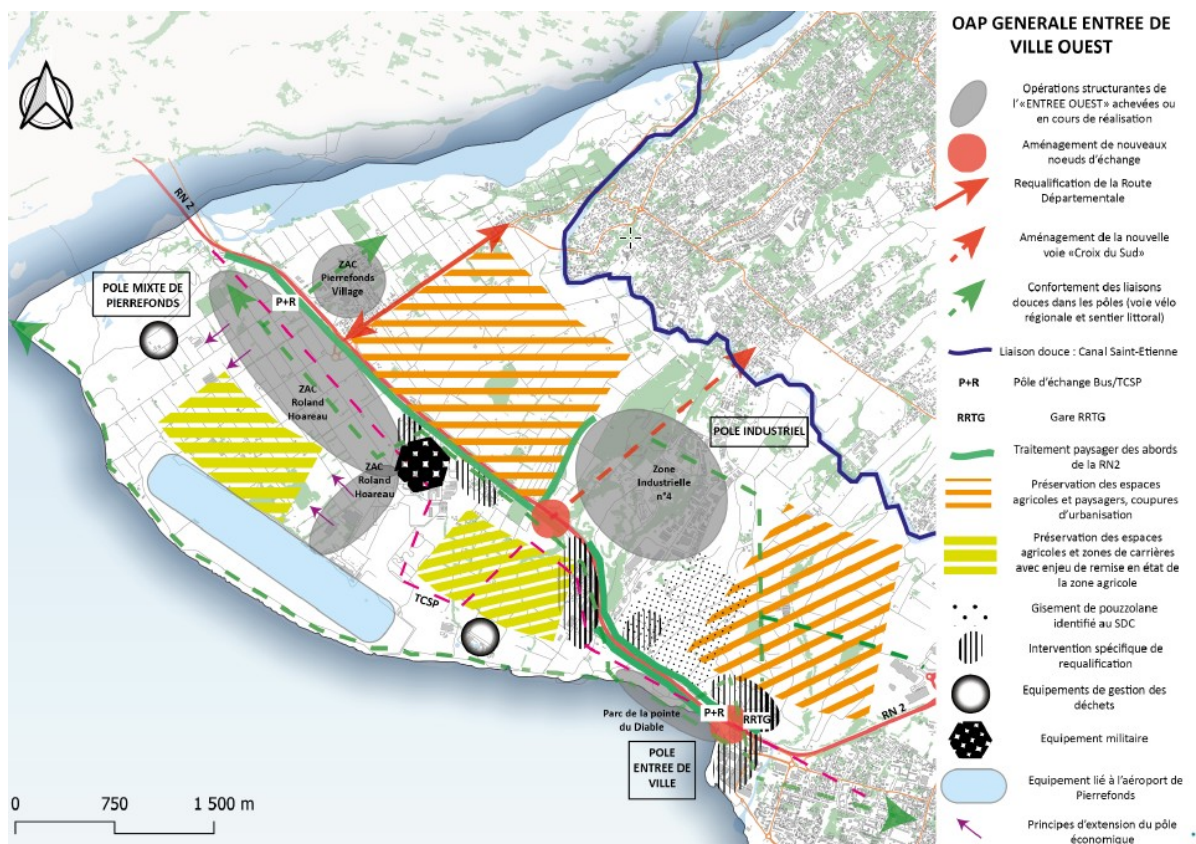 RN 2
POLE MIXTE DE
PIERREFONDS
ZAC
Pierrefonds
Village
P+R
ZAC
Roland
Hoareau
ZAC
Roland
Hoareau
POLE INDUSTRIEL
Zone
Industrielle
n°4
TCSP
Parc de la pointe
du Diable
P+R
RRTG
RN 2
POLE
ENTREE DE
VILLE
0 750 1 500 m
OAP GENERALE ENTREE DE
VILLE OUEST
Opérations structurantes de
l'«ENTREE OUEST» achevées ou
en cours de réalisation
Aménagement de nouveaux
noeuds d'échange
Requalification de la Route
Départementale
Aménagement de la nouvelle
voie «Croix du Sud»
Confortement des liaisons
douces dans les pôles (voie vélo
régionale et sentier littoral)
Liaison douce : Canal Saint-Etienne
P+R Pôle d'échange Bus/TCSP
RRTG Gare RRTG
Traitement paysager des abords
de la RN2
Préservation des espaces
agricoles et paysagers, coupures
d'urbanisation
Préservation des espaces
agricoles et zones de carrières
avec enjeu de remise en état de
la zone agricole
Gisement de pouzzolane
identifié au SDC
Intervention spécifique de
requalification
Equipements de gestion des
déchets
Equipement militaire
Equipement lié à l'aéroport de
Pierrefonds
Principes d'extension du pôle
économique